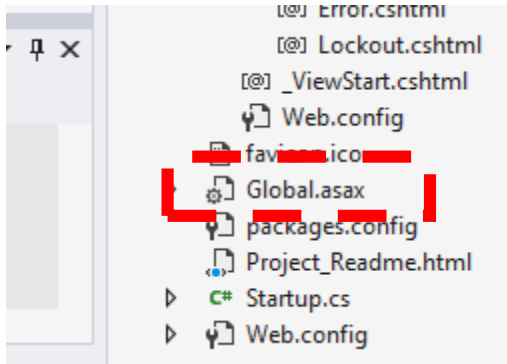 [@] Error.cshtml
[@] Lockout.cshtml
[@] _ViewStart.cshtml
Web.config
favicon.ico
Global.asax
packages.config
Project_Readme.html
C# Startup.cs
Web.config